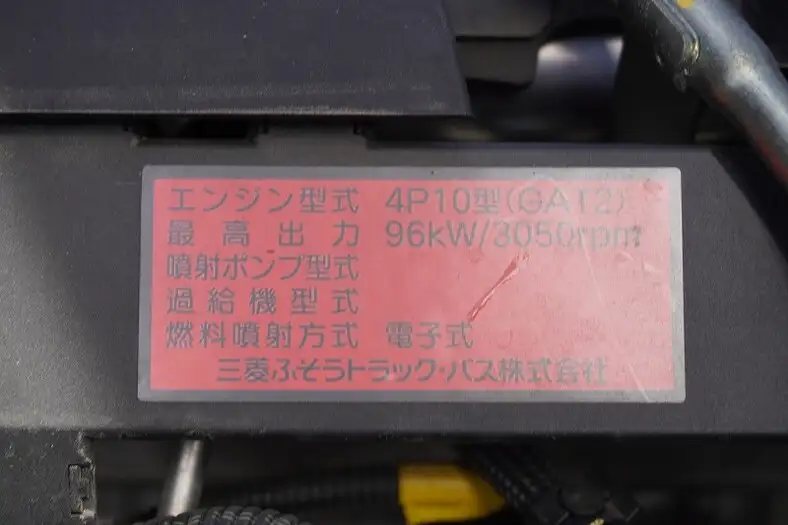 エンジン型式 4P10型(GAT2)
最高出力 96kW/3050rpm
噴射ポンプ型式
過給機型式
燃料噴射方式 電子式
三菱ふそうトラック・バス株式会社